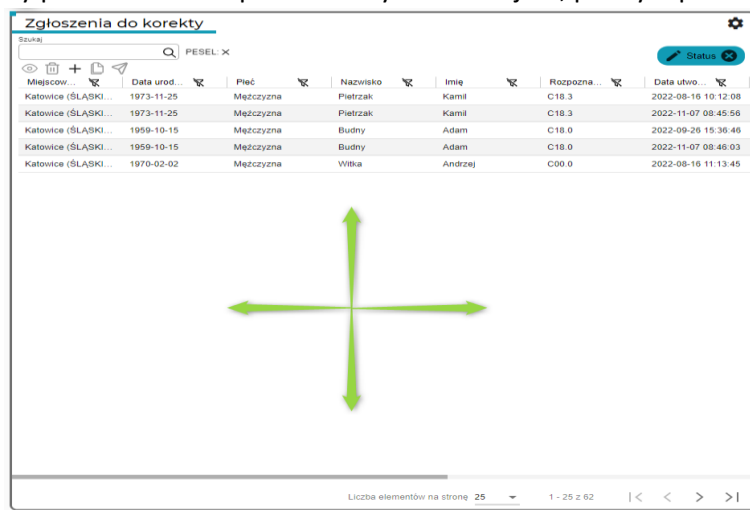 Zgłoszenia do korekty
Szukaj
PESEL: X
Status
Miejscow... Data urod... Płeć Nazwisko Imię Rozpozna... Data utwo...
Katowice (ŚLĄSKI... 1973-11-25 Mężczyzna Pietrzak Kamil C18.3 2022-08-16 10:12:08
Katowice (ŚLĄSKI... 1973-11-25 Mężczyzna Pietrzak Kamil C18.3 2022-11-07 08:45:56
Katowice (ŚLĄSKI... 1959-10-15 Mężczyzna Budny Adam C18.0 2022-09-26 15:36:46
Katowice (ŚLĄSKI... 1959-10-15 Mężczyzna Budny Adam C18.0 2022-11-07 08:46:03
Katowice (ŚLĄSKI... 1970-02-02 Mężczyzna Witka Andrzej C00.0 2022-08-16 11:13:45
Liczba elementów na stronę 25 1 - 25 z 62